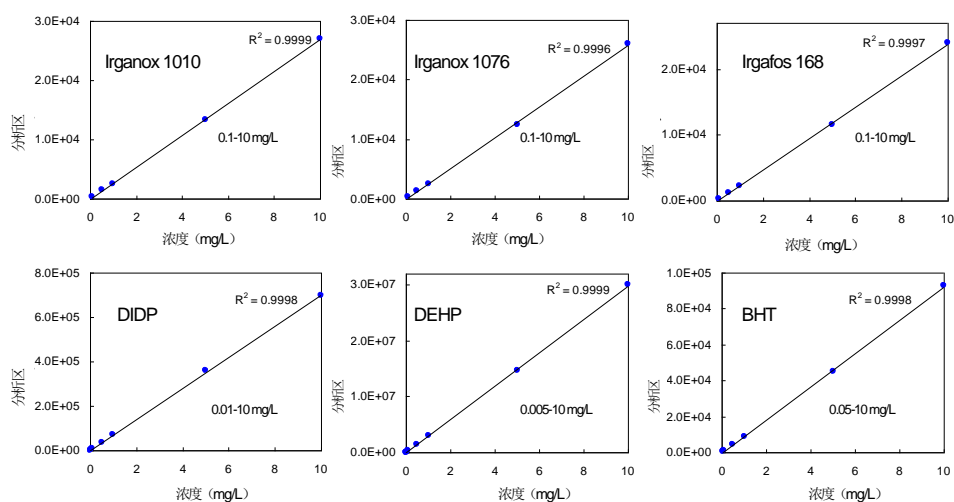 3.0E+04
2.0E+04
1.0E+04
0.0E+00
分析区
Irganox 1010
R² = 0.9999
0.1-10 mg/L
0 2 4 6 8 10
浓度（mg/L）
3.0E+04
2.0E+04
1.0E+04
0.0E+00
分析区
Irganox 1076
R² = 0.9996
0.1-10 mg/L
0 2 4 6 8 10
浓度（mg/L）
2.0E+04
1.0E+04
0.0E+00
分析区
Irgafos 168
R² = 0.9997
0.1-10 mg/L
0 2 4 6 8 10
浓度（mg/L）
8.0E+05
6.0E+05
4.0E+05
2.0E+05
0.0E+00
分析区
DIDP
R² = 0.9998
0.01-10 mg/L
0 2 4 6 8 10
浓度（mg/L）
3.0E+07
2.0E+07
1.0E+07
0.0E+00
分析区
DEHP
R² = 0.9999
0.005-10 mg/L
0 2 4 6 8 10
浓度（mg/L）
1.0E+05
8.0E+04
6.0E+04
4.0E+04
2.0E+04
0.0E+00
分析区
BHT
R² = 0.9998
0.05-10 mg/L
0 2 4 6 8 10
浓度（mg/L）